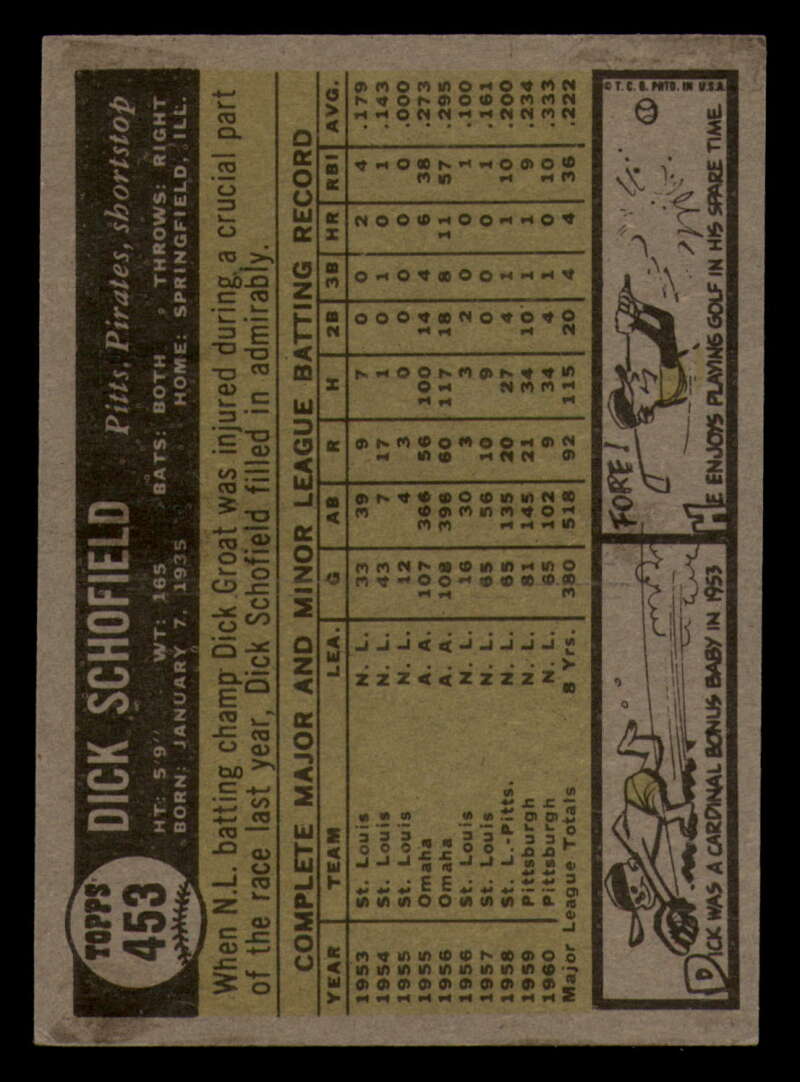 TOPPS
453
DICK SCHOFIELD Pitts. Pirates, shortstop
HT: 5'9" WT: 165 BATS: BOTH THROWS: RIGHT
BORN: JANUARY 7, 1935 HOME: SPRINGFIELD, ILL.
When N.L. batting champ Dick Groat was injured during a crucial part
of the race last year, Dick Schofield filled in admirably.
COMPLETE MAJOR AND MINOR LEAGUE BATTING RECORD
YEAR TEAM LEA. G AB R H 2B 3B HR RBI AVG.
1953 St. Louis N. L. 33 39 9 7 0 0 2 4 .179
1954 St. Louis N. L. 43 7 17 1 0 1 0 1 .143
1955 St. Louis N. L. 12 4 3 0 0 0 0 0 .000
1955 Omaha A. A. 107 366 56 100 14 4 6 38 .273
1956 Omaha A. A. 108 396 60 117 18 8 11 57 .295
1956 St. Louis N. L. 16 30 3 3 2 0 0 1 .100
1957 St. Louis N. L. 65 56 10 9 0 0 0 1 .161
1958 St. L.-Pitts. N. L. 65 135 20 27 4 1 1 10 .200
1959 Pittsburgh N. L. 81 145 21 34 10 1 1 9 .234
1960 Pittsburgh N. L. 65 102 9 34 4 1 0 10 .333
Major League Totals 8 Yrs. 380 518 92 115 20 4 4 36 .222
DICK WAS A CARDINAL BONUS BABY IN 1953
FORE!
HE ENJOYS PLAYING GOLF IN HIS SPARE TIME.
© T. C. G. PRTD. IN U.S.A.